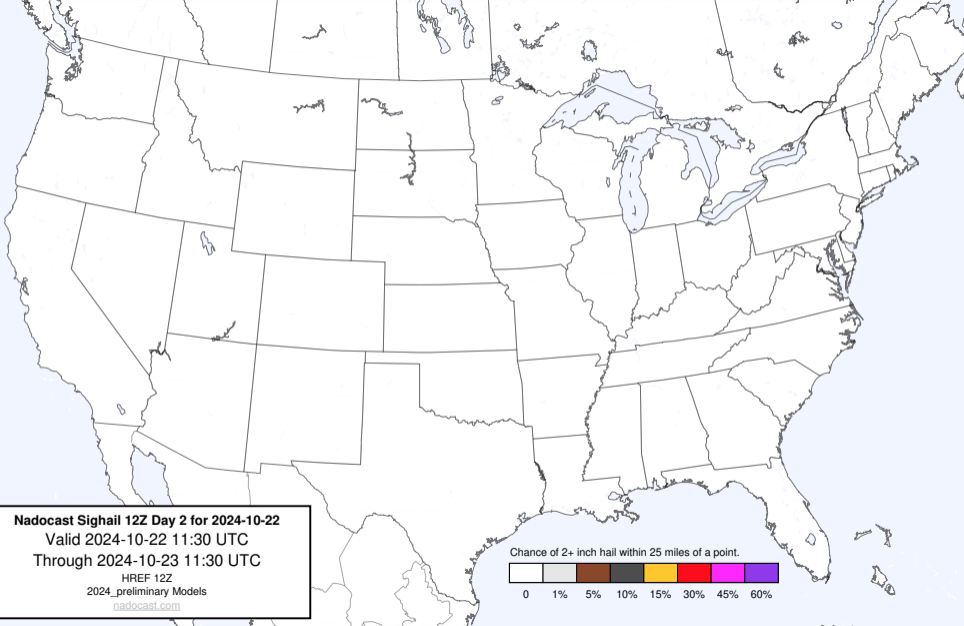 Nadocast Sighail 12Z Day 2 for 2024-10-22
Valid 2024-10-22 11:30 UTC
Through 2024-10-23 11:30 UTC
HREF 12Z
2024_preliminary Models
nadocast.com
Chance of 2+ inch hail within 25 miles of a point.
0 1% 5% 10% 15% 30% 45% 60%